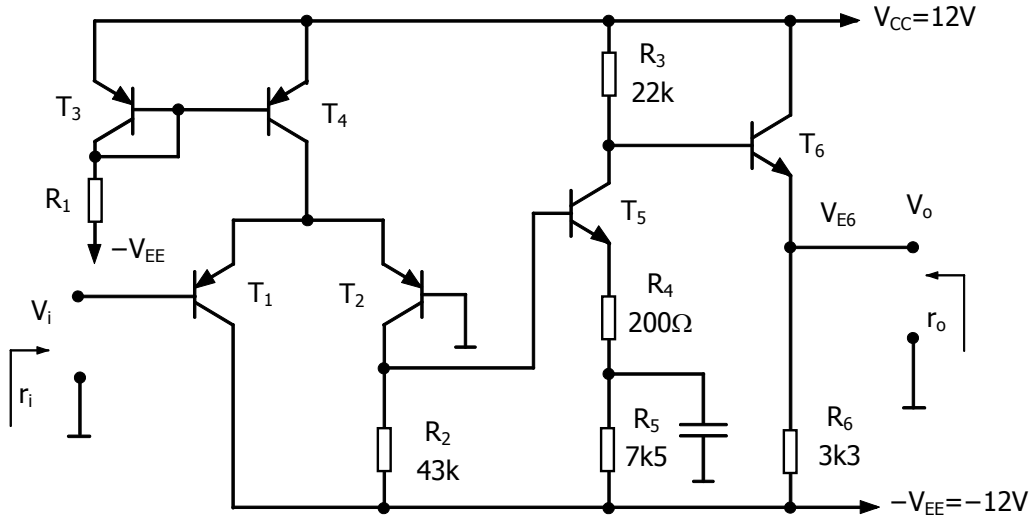 V_CC=12V
R_3
22k
T_3
T_4
T_6
R_1
T_5
V_E6
V_o
−V_EE
T_1
T_2
R_4
200Ω
V_i
r_o
r_i
R_2
43k
R_5
7k5
R_6
3k3
−V_EE=−12V